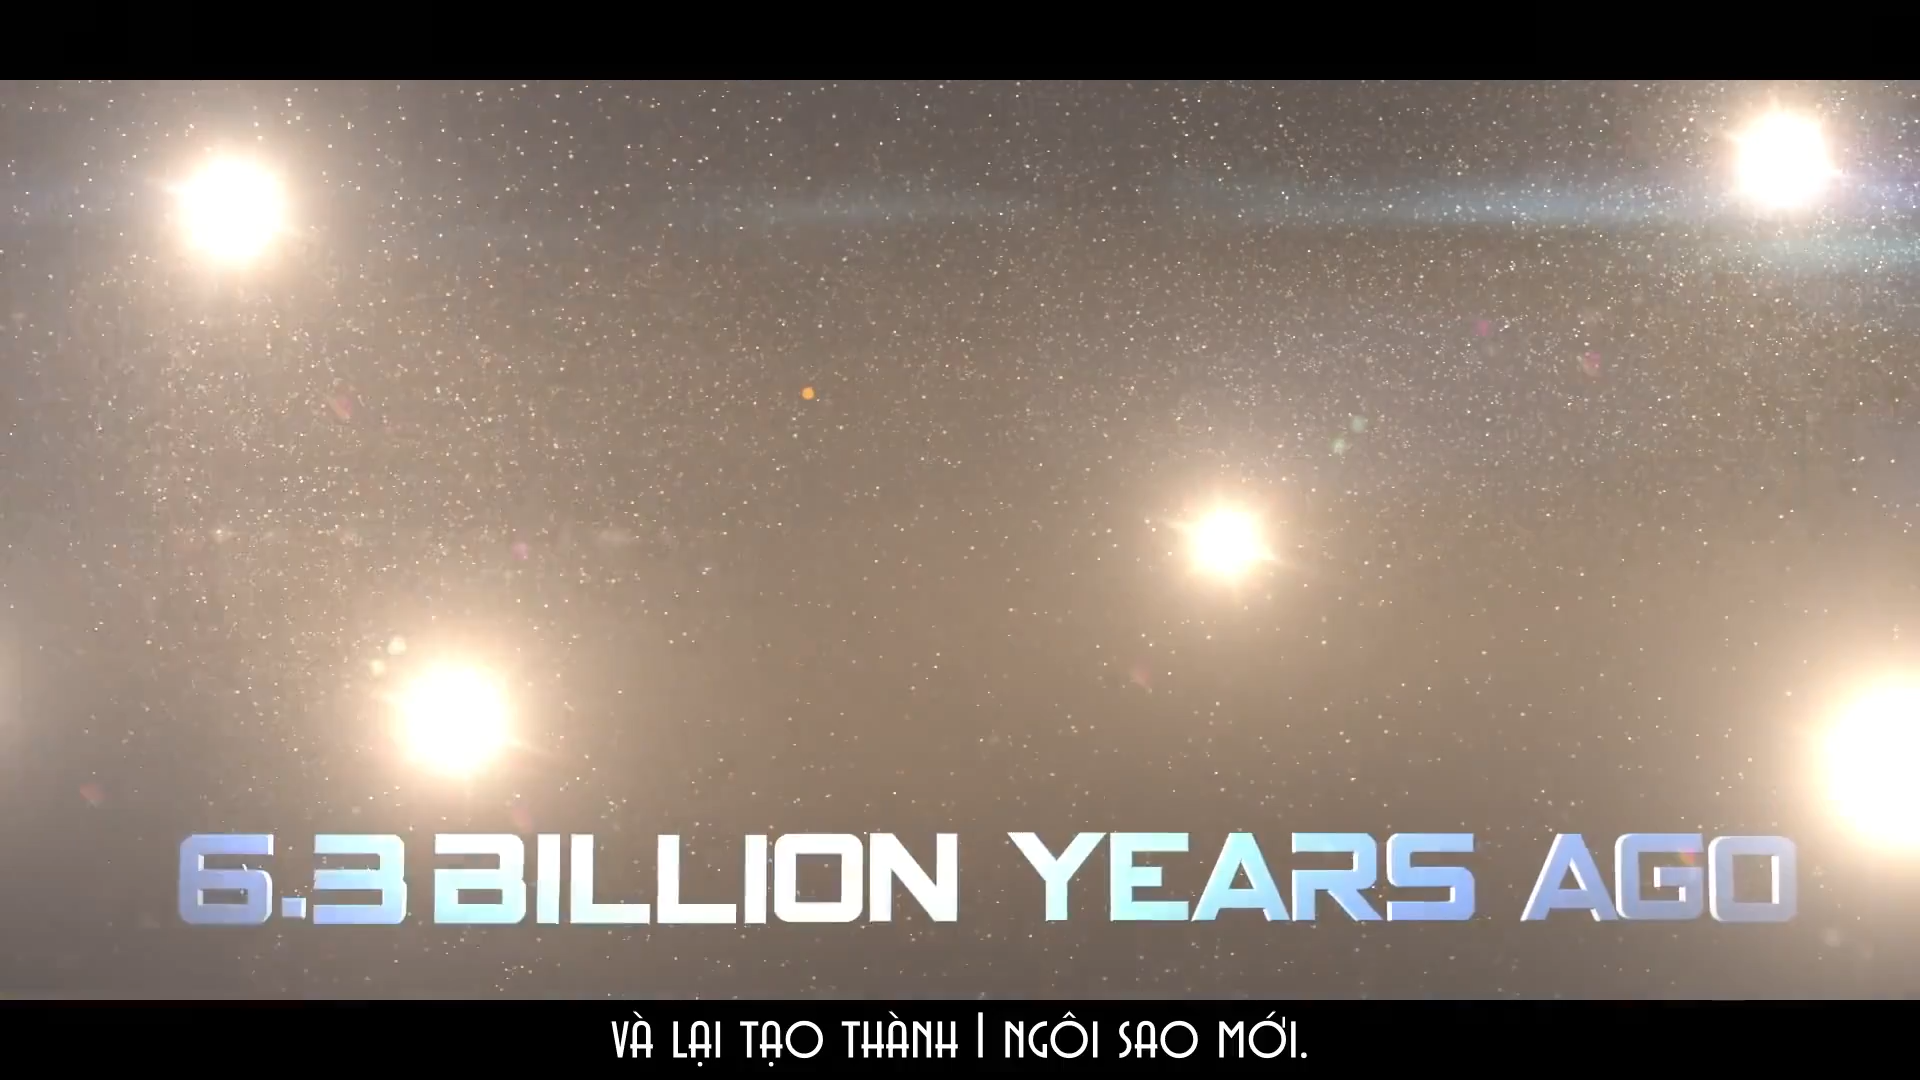 6.3 BILLION YEARS AGO
VÀ LẠI TẠO THÀNH 1 NGÔI SAO MỚI.